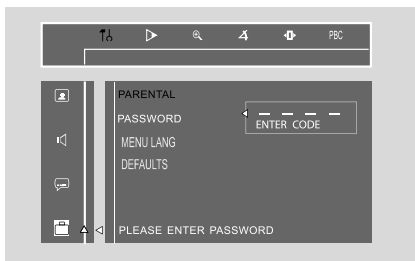 PBC
PARENTAL
PASSWORD
ENTER CODE
MENU LANG
DEFAULTS
PLEASE ENTER PASSWORD